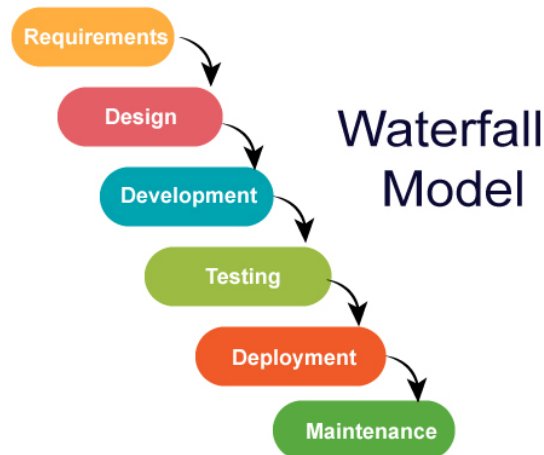 Requirements
Design
Waterfall
Model
Development
Testing
Deployment
Maintenance